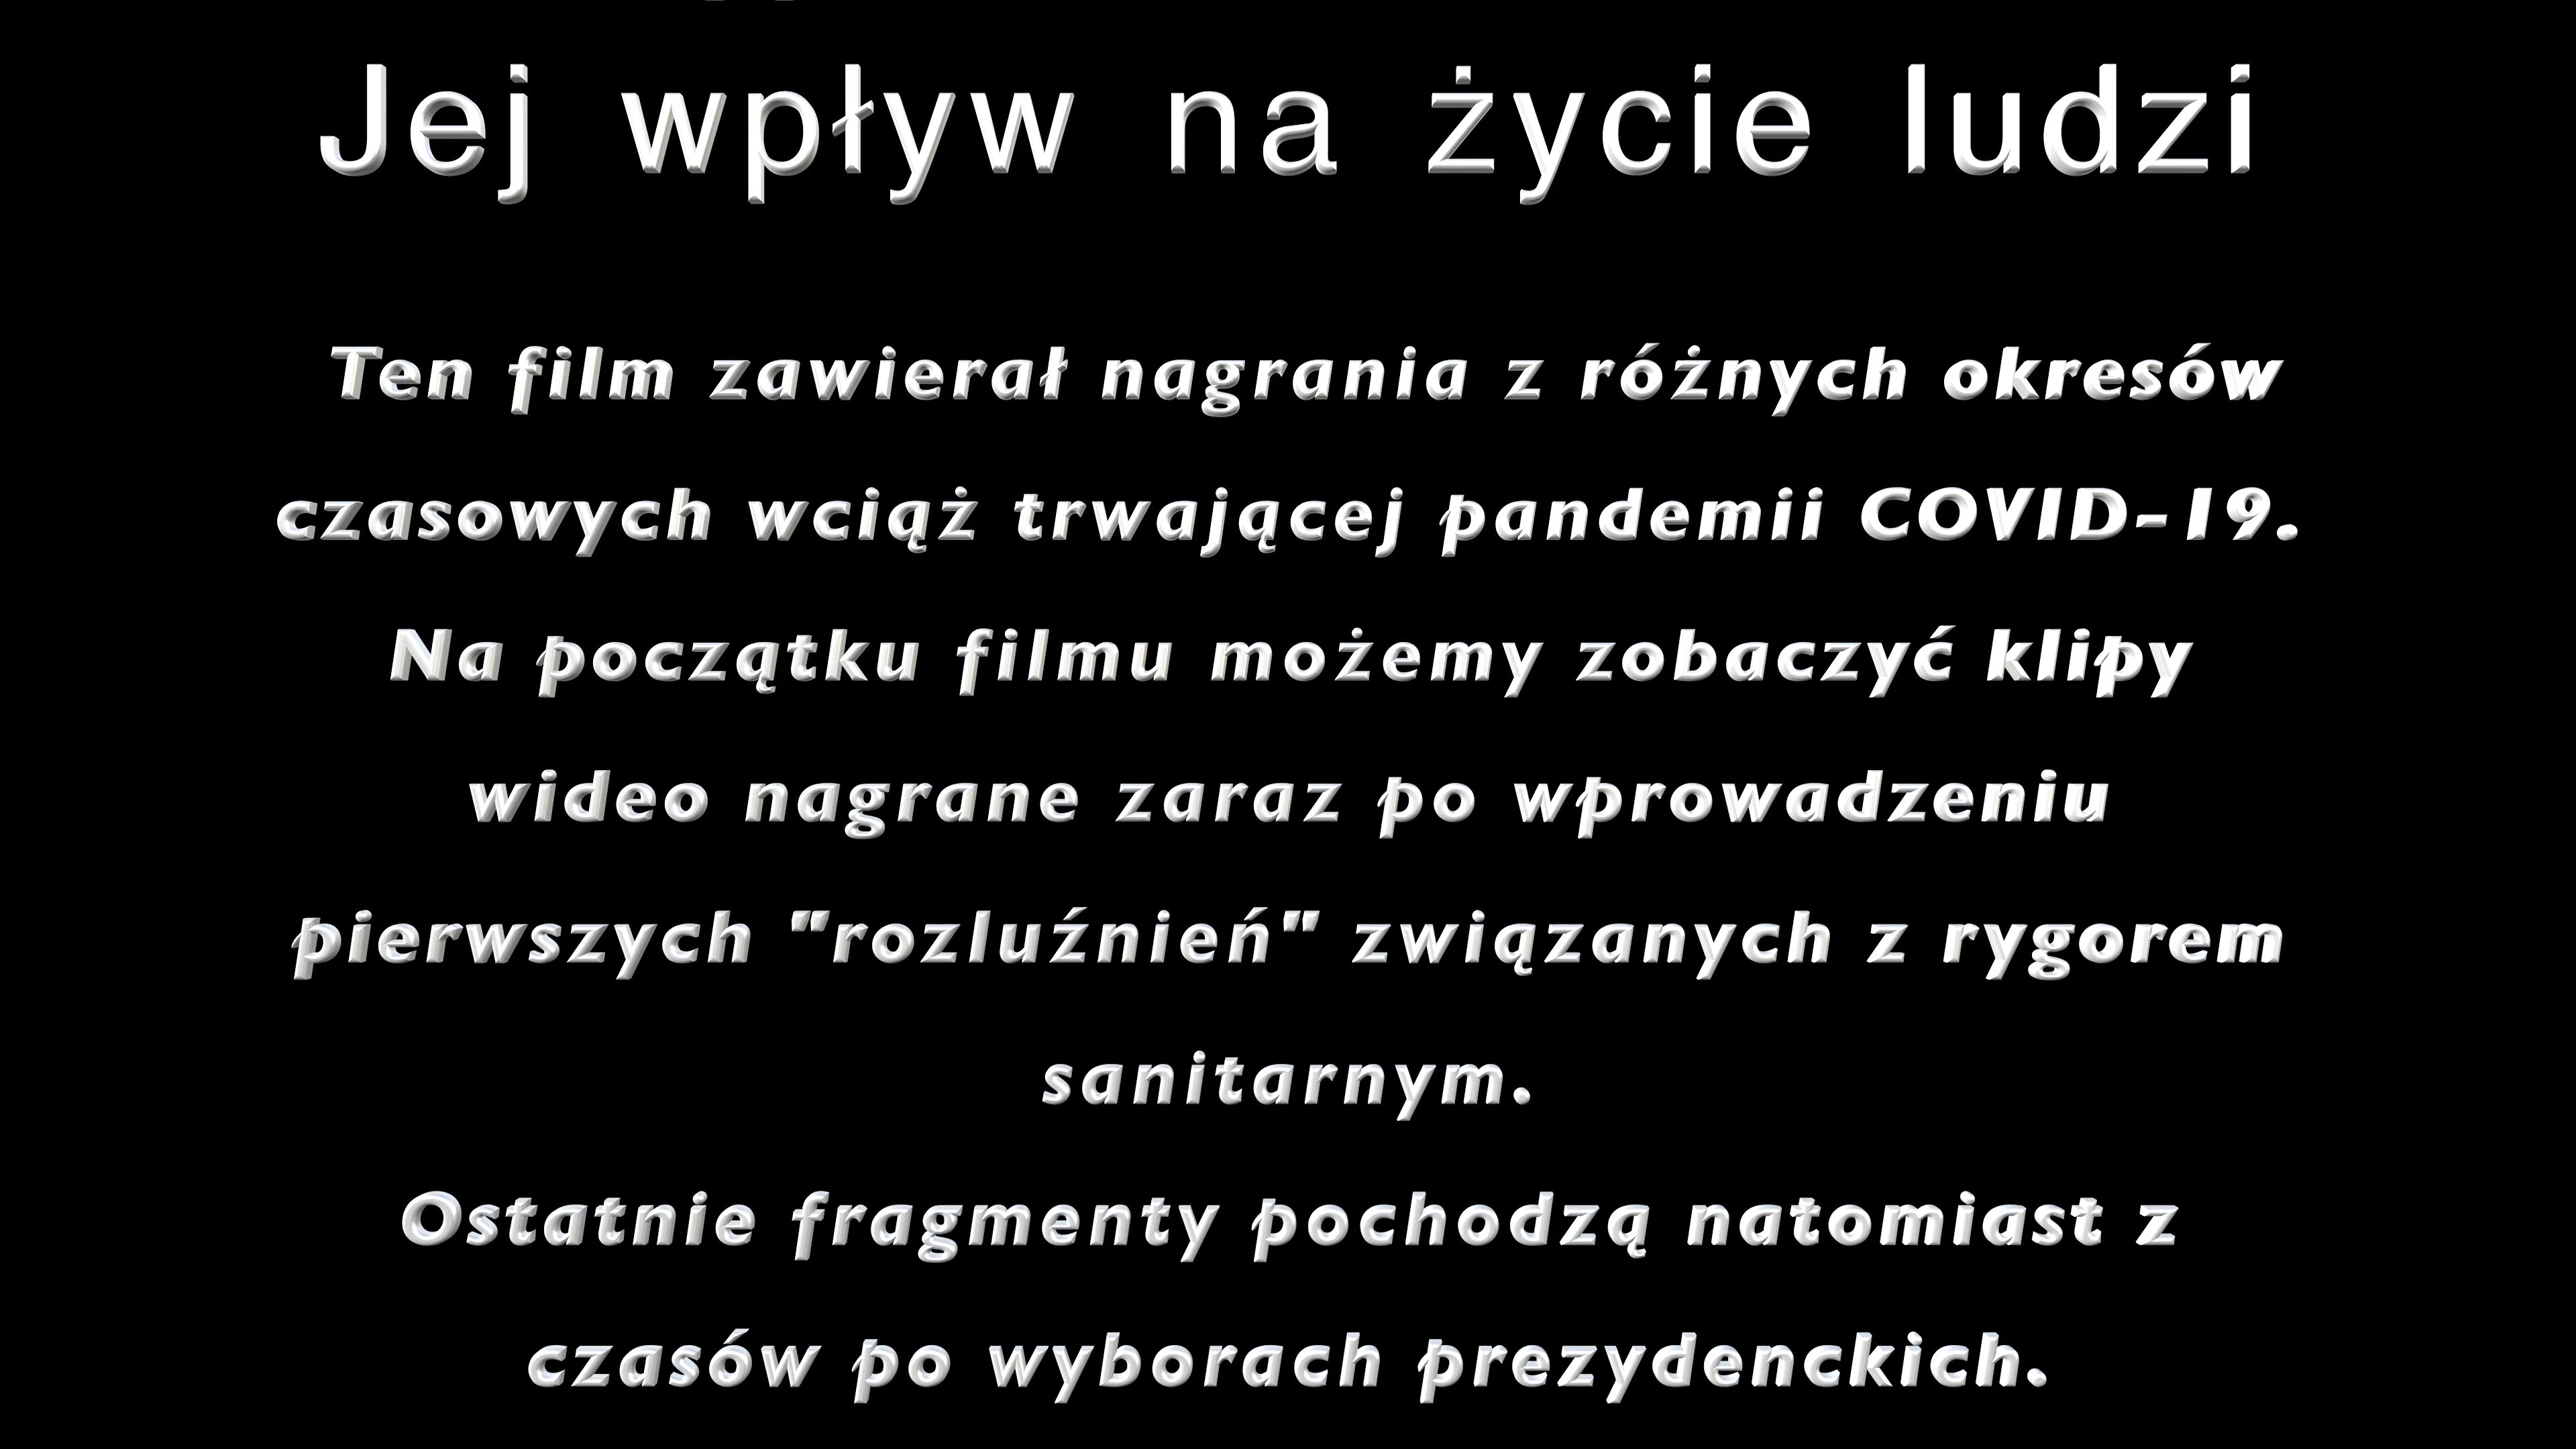 Jej wpływ na życie ludzi
Ten film zawierał nagrania z różnych okresów
czasowych wciąż trwającej pandemii COVID-19.
Na początku filmu możemy zobaczyć klipy
wideo nagrane zaraz po wprowadzeniu
pierwszych "rozluźnień" związanych z rygorem
sanitarnym.
Ostatnie fragmenty pochodzą natomiast z
czasów po wyborach prezydenckich.